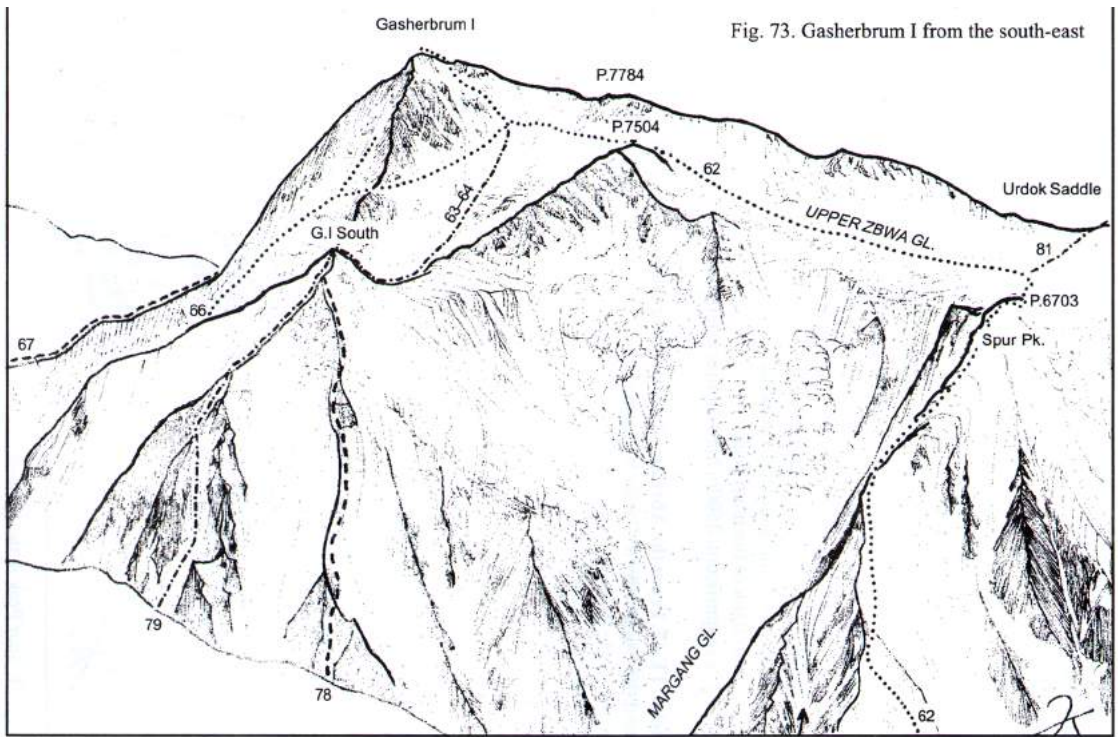 Gasherbrum I
Fig. 73. Gasherbrum I from the south-east
P.7784
P.7504
62
Urdok Saddle
63–64
UPPER ZBWA GL.
G.I South
81
66
P.6703
67
Spur Pk.
79
78
MARGANG GL.
62